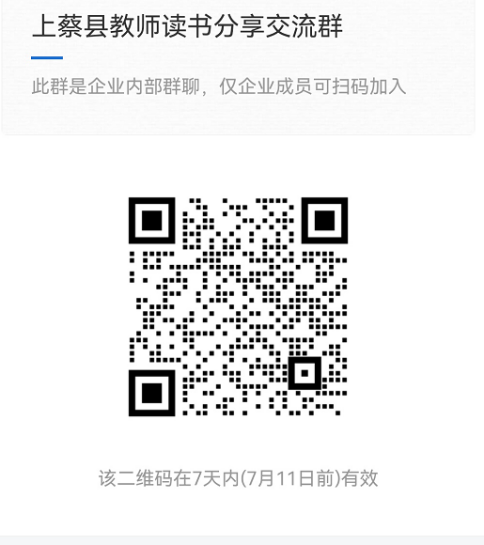 上蔡县教师读书分享交流群
此群是企业内部群聊，仅企业成员可扫码加入
该二维码在7天内(7月11日前)有效